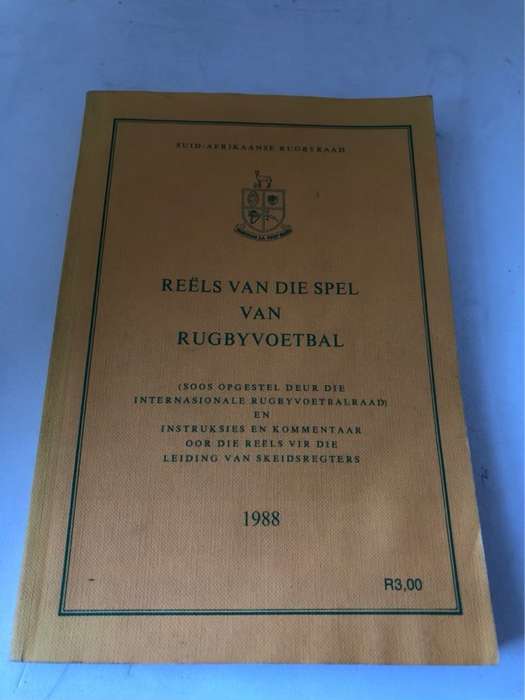 SUID-AFRIKAANSE RUGBYRAAD
REËLS VAN DIE SPEL
VAN
RUGBYVOETBAL
(SOOS OPGESTEL DEUR DIE
INTERNASIONALE RUGBYVOETBALRAAD)
EN
INSTRUKSIES EN KOMMENTAAR
OOR DIE REËLS VIR DIE
LEIDING VAN SKEIDSREGTERS
1988
R3,00